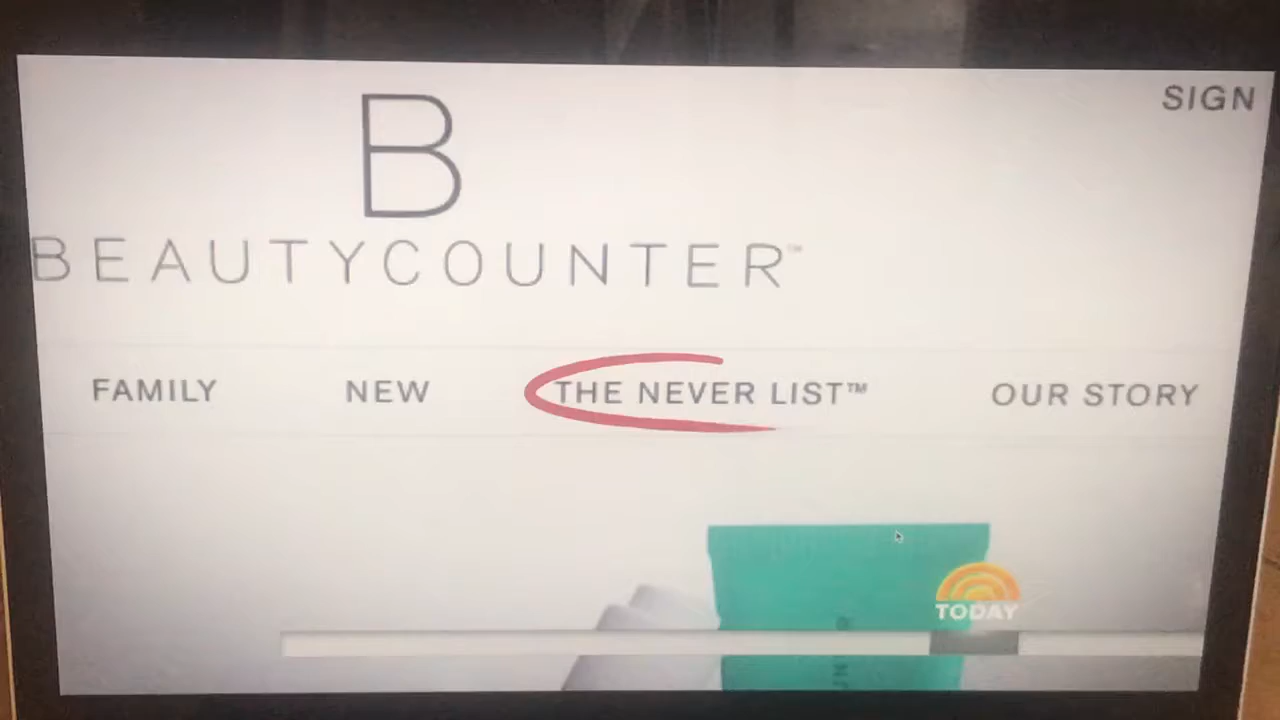 SIGN
B
BEAUTYCOUNTER™
FAMILY NEW THE NEVER LIST™ OUR STORY
TODAY